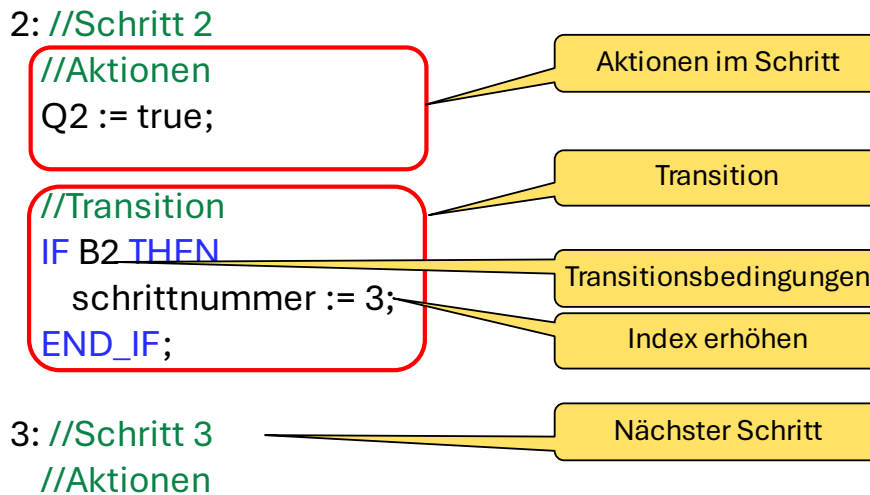 2: //Schritt 2
//Aktionen
Q2 := true;
//Transition
IF B2 THEN
schrittnummer := 3;
END_IF;
3: //Schritt 3
//Aktionen
Aktionen im Schritt
Transition
Transitionsbedingungen
Index erhöhen
Nächster Schritt